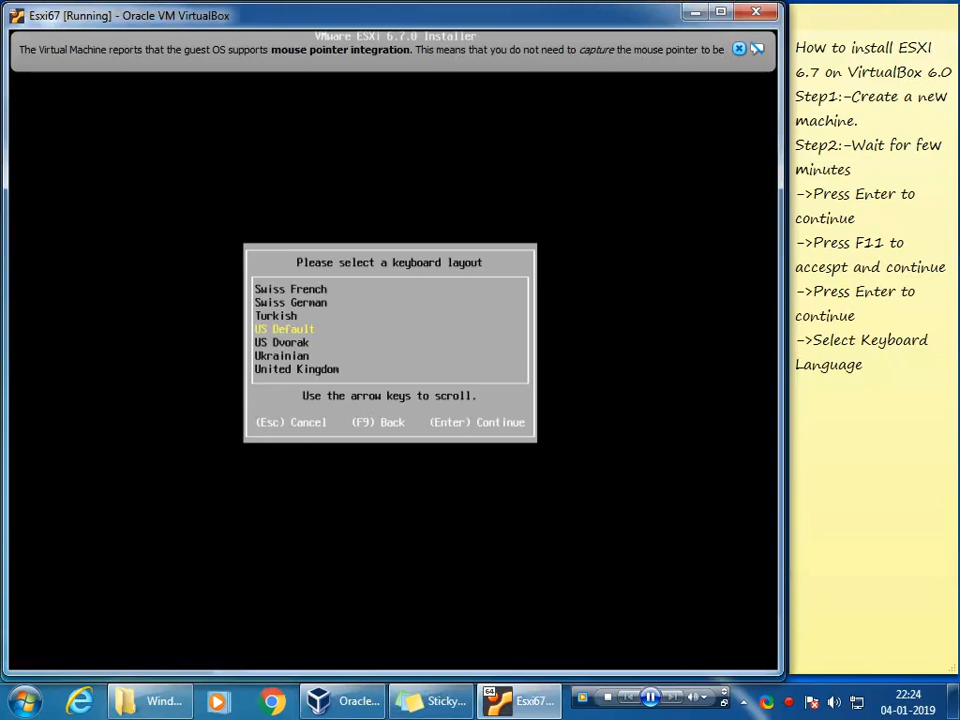 Esxi67 [Running] - Oracle VM VirtualBox
VMware ESXi 6.7.0 Installer
The Virtual Machine reports that the guest OS supports mouse pointer integration. This means that you do not need to capture the mouse pointer to be
Please select a keyboard layout
Swiss French
Swiss German
Turkish
US Default
US Dvorak
Ukrainian
United Kingdom
Use the arrow keys to scroll.
(Esc) Cancel (F9) Back (Enter) Continue
How to install ESXI
6.7 on VirtualBox 6.0
Step1:-Create a new
machine.
Step2:-Wait for few
minutes
->Press Enter to
continue
->Press F11 to
accespt and continue
->Press Enter to
continue
->Select Keyboard
Language
Wind...
Oracle...
Sticky...
64
Esxi67...
22:24
04-01-2019